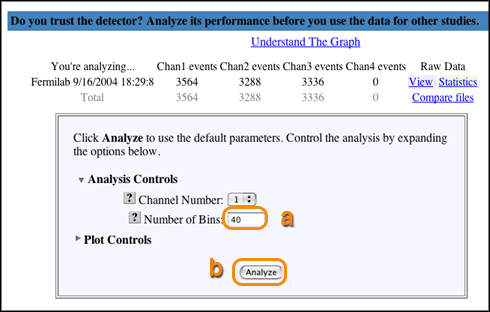 Do you trust the detector? Analyze its performance before you use the data for other studies.
Understand The Graph
You're analyzing... Chan1 events Chan2 events Chan3 events Chan4 events Raw Data
Fermilab 9/16/2004 18:29:8 3564 3288 3336 0 View Statistics
Total 3564 3288 3336 0 Compare files
Click Analyze to use the default parameters. Control the analysis by expanding
the options below.
Analysis Controls
? Channel Number: 1
? Number of Bins: 40 a
Plot Controls
b Analyze